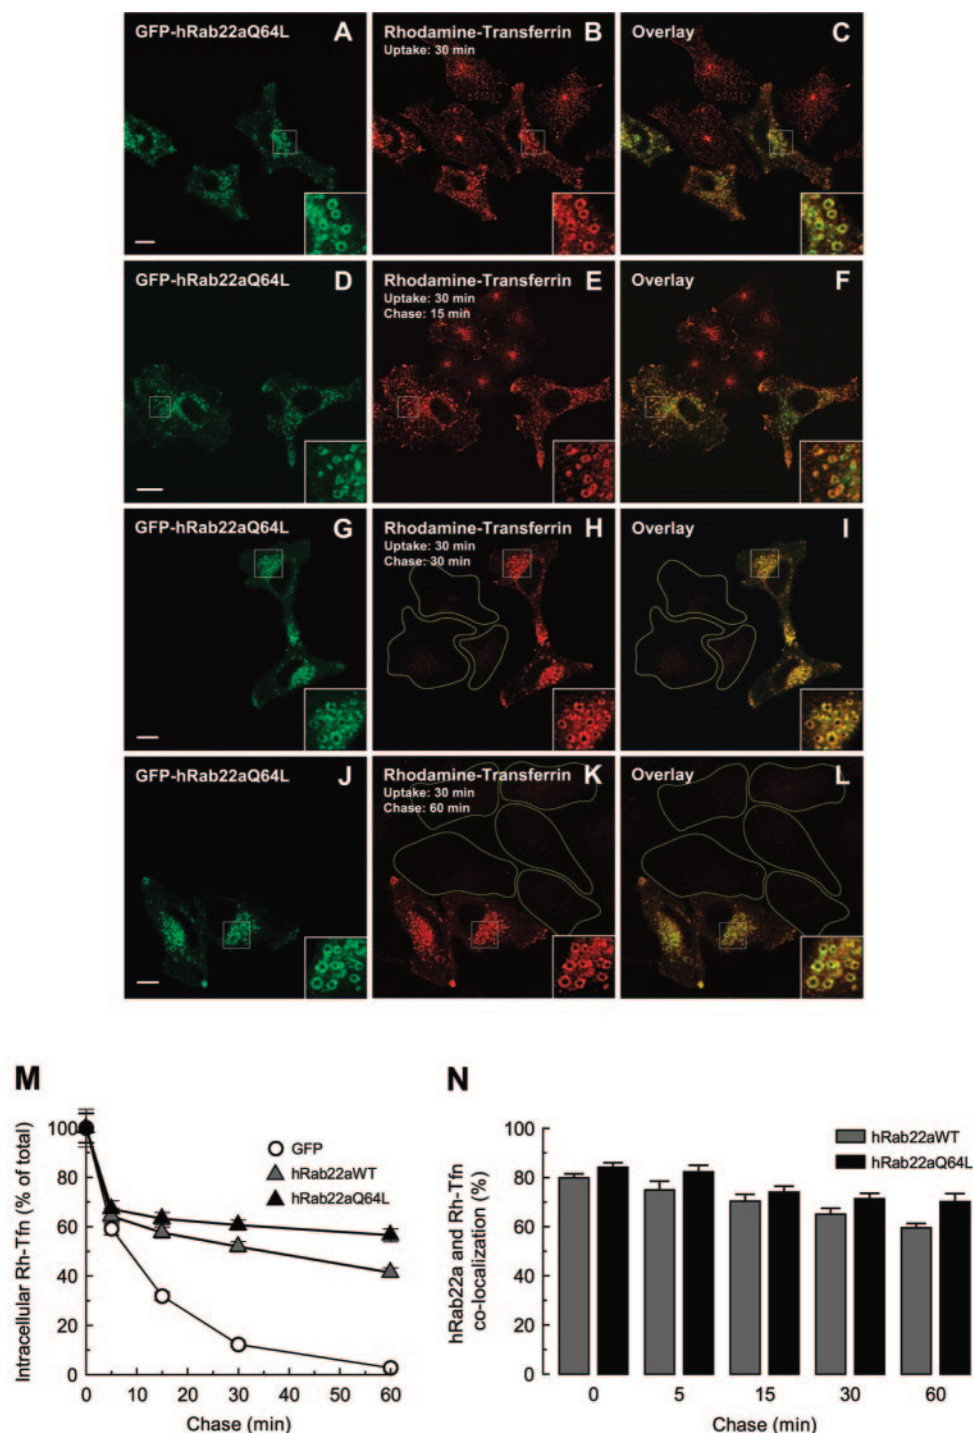 GFP-hRab22aQ64L A
Rhodamine-Transferrin B
Uptake: 30 min
Overlay C
GFP-hRab22aQ64L D
Rhodamine-Transferrin E
Uptake: 30 min
Chase: 15 min
Overlay F
GFP-hRab22aQ64L G
Rhodamine-Transferrin H
Uptake: 30 min
Chase: 30 min
Overlay I
GFP-hRab22aQ64L J
Rhodamine-Transferrin K
Uptake: 30 min
Chase: 60 min
Overlay L
M
Intracellular Rh-Tfn (% of total)
100
80
60
40
20
0
GFP
hRab22aWT
hRab22aQ64L
0 10 20 30 40 50 60
Chase (min)
N
hRab22a and Rh-Tfn
co-localization (%)
100
80
60
40
20
0
hRab22aWT
hRab22aQ64L
0 5 15 30 60
Chase (min)